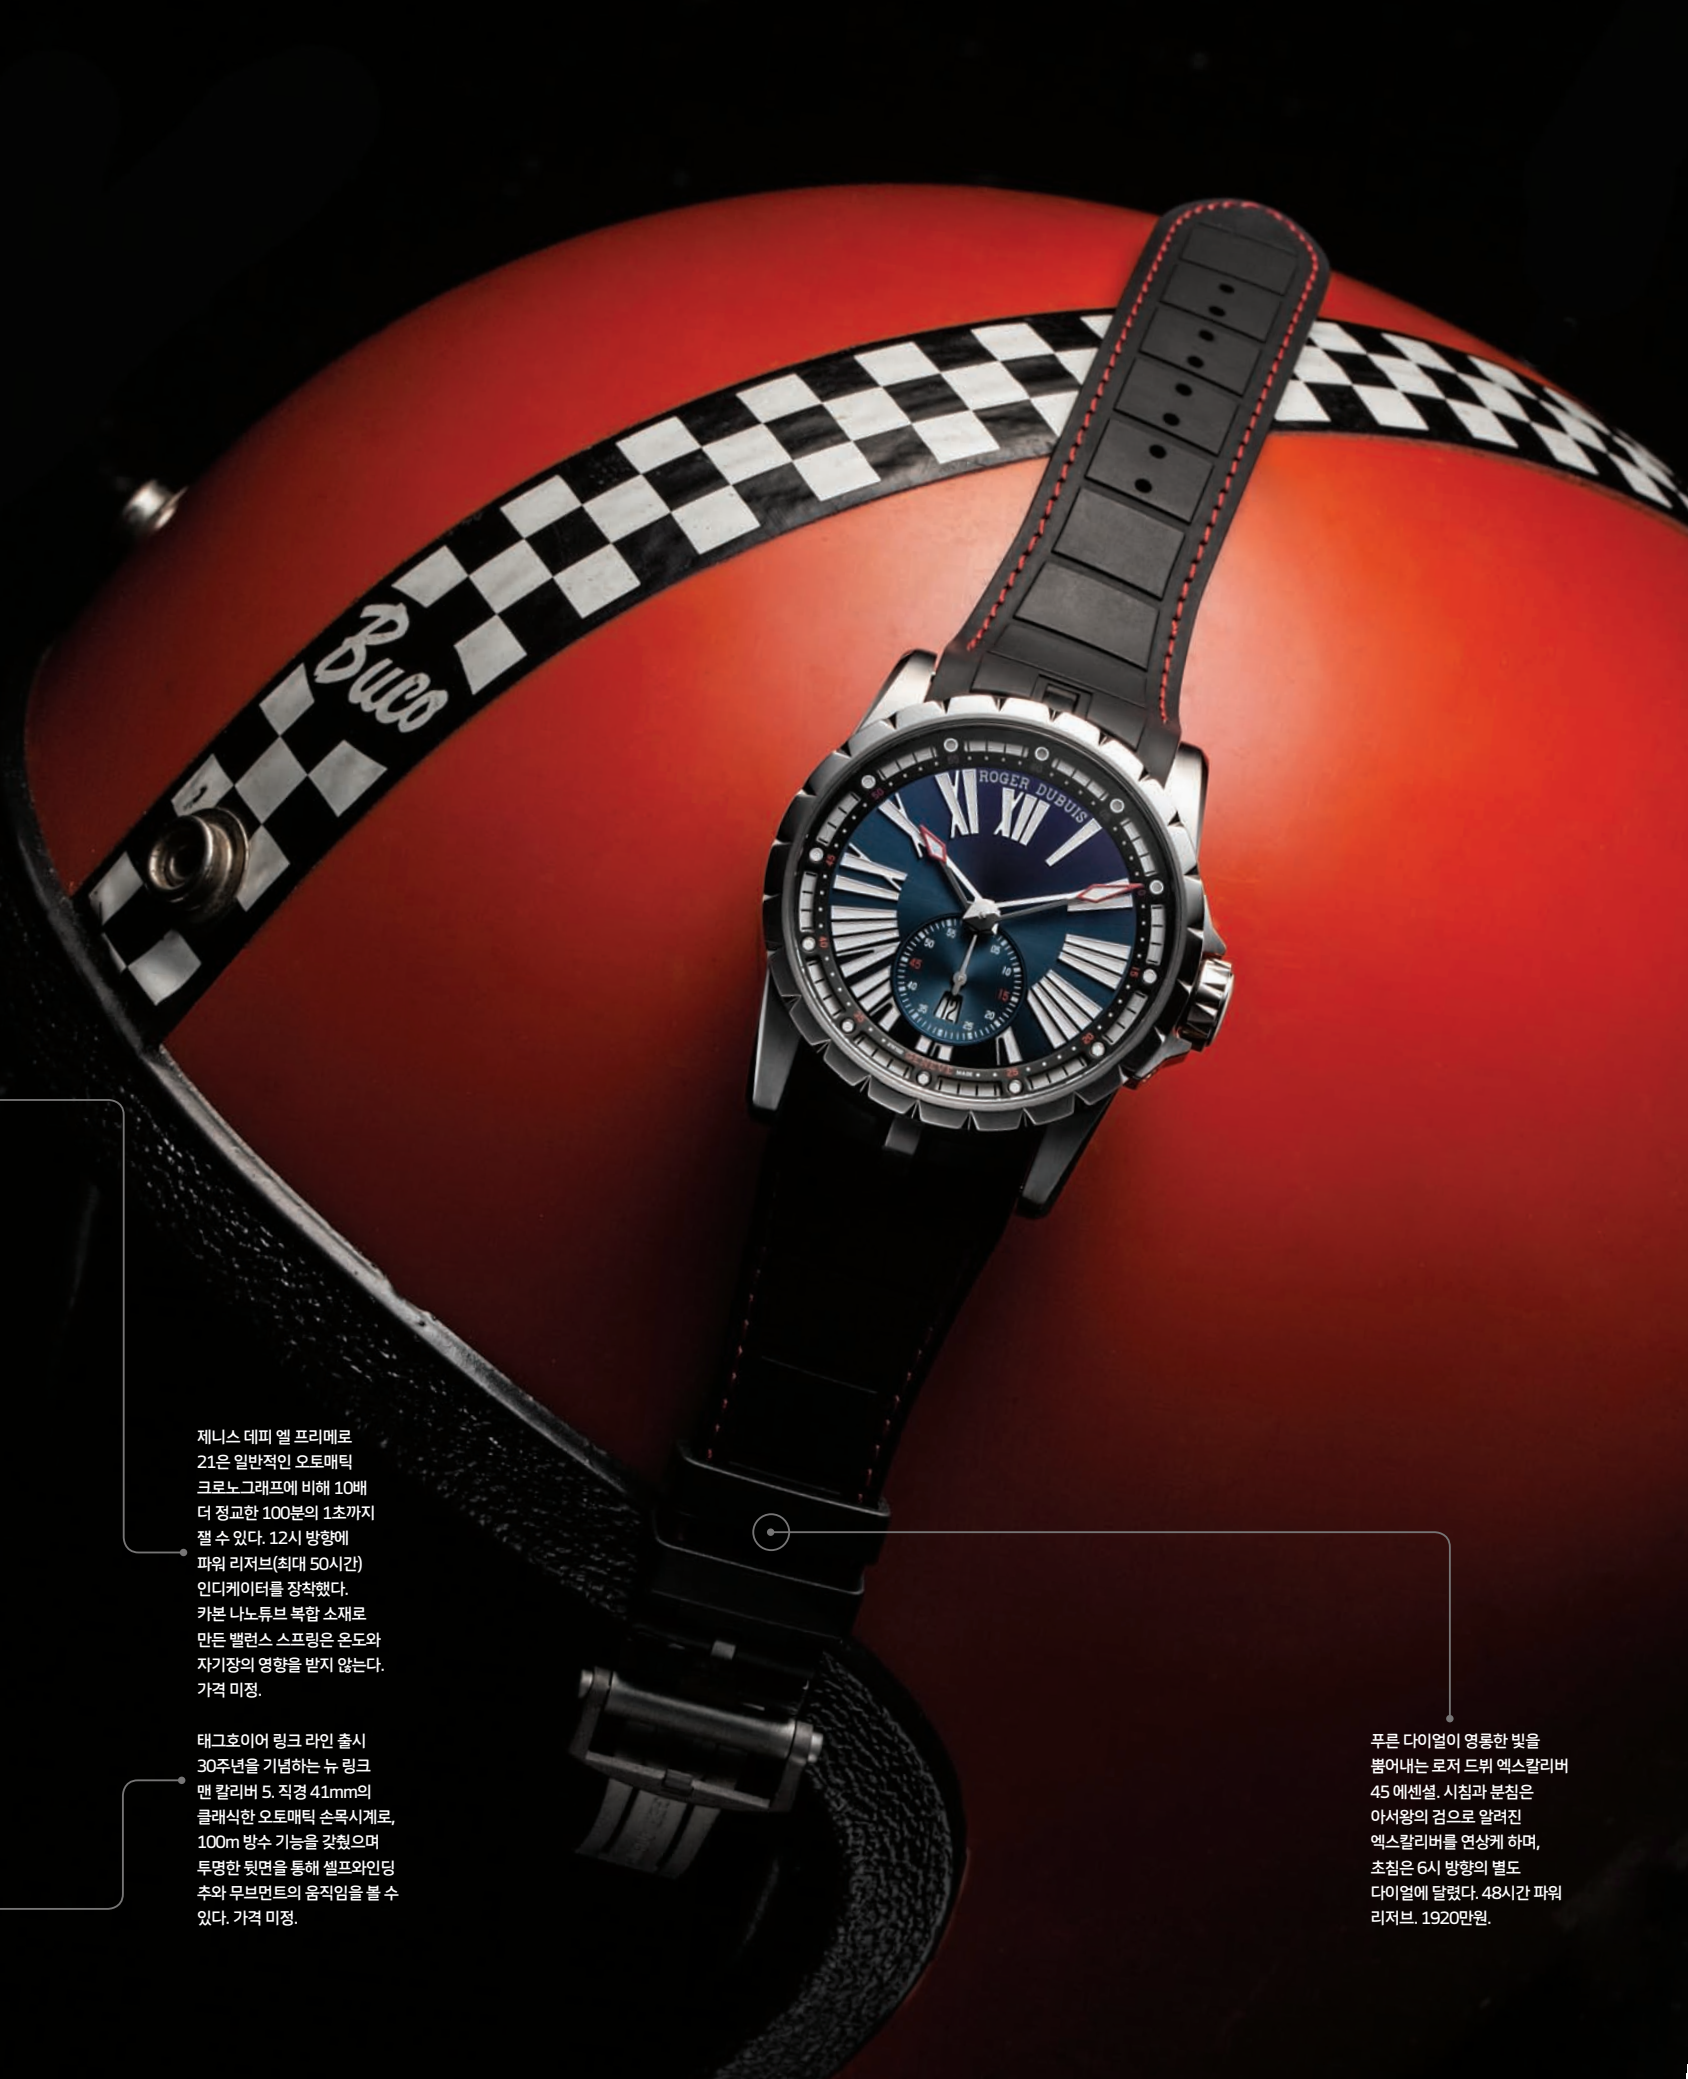 Buco
ROGER DUBUIS
제니스 데피 엘 프리메로
21은 일반적인 오토매틱
크로노그래프에 비해 10배
더 정교한 100분의 1초까지
잴 수 있다. 12시 방향에
파워 리저브(최대 50시간)
인디케이터를 장착했다.
카본 나노튜브 복합 소재로
만든 밸런스 스프링은 온도와
자기장의 영향을 받지 않는다.
가격 미정.
태그호이어 링크 라인 출시
30주년을 기념하는 뉴 링크
맨 칼리버 5. 직경 41mm의
클래식한 오토매틱 손목시계로,
100m 방수 기능을 갖췄으며
투명한 뒷면을 통해 셀프와인딩
추와 무브먼트의 움직임을 볼 수
있다. 가격 미정.
푸른 다이얼이 영롱한 빛을
뿜어내는 로저 드뷔 엑스칼리버
45 에센셜. 시침과 분침은
아서왕의 검으로 알려진
엑스칼리버를 연상케 하며,
초침은 6시 방향의 별도
다이얼에 달렸다. 48시간 파워
리저브. 1920만원.